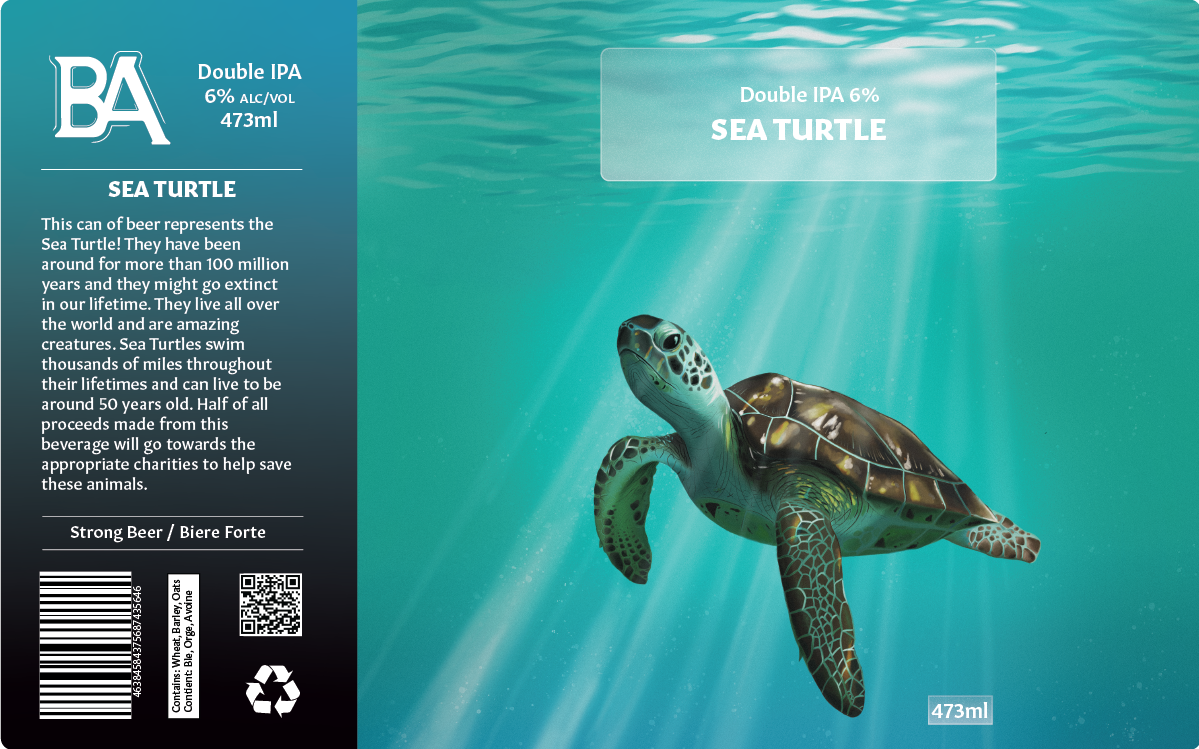 BA
Double IPA
6% ALC/VOL
473ml
SEA TURTLE
This can of beer represents the
Sea Turtle! They have been
around for more than 100 million
years and they might go extinct
in our lifetime. They live all over
the world and are amazing
creatures. Sea Turtles swim
thousands of miles throughout
their lifetimes and can live to be
around 50 years old. Half of all
proceeds made from this
beverage will go towards the
appropriate charities to help save
these animals.
Strong Beer / Biere Forte
46384584375687435646
Contains: Wheat, Barley, Oats
Contient: Ble, Orge, Avoine
Double IPA 6%
SEA TURTLE
473ml